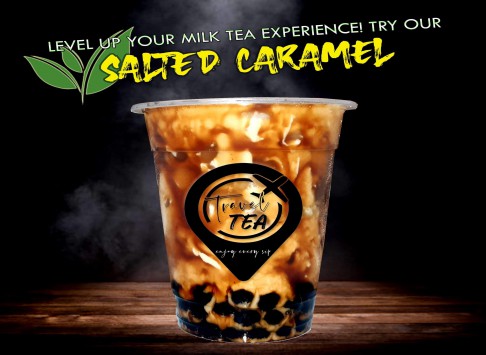 LEVEL UP YOUR MILK TEA EXPERIENCE! TRY OUR
SALTED CARAMEL
Travel
TEA
enjoy every sip